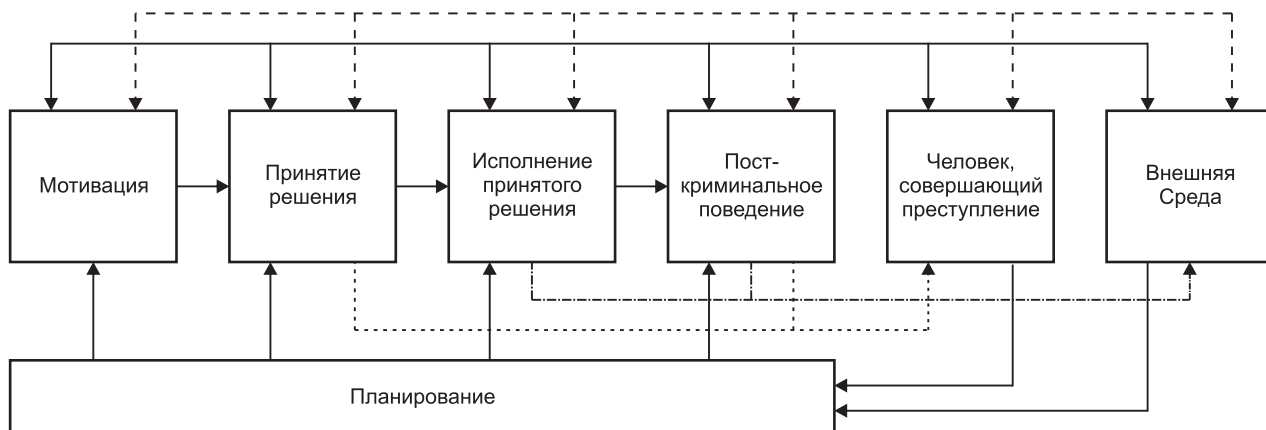 Мотивация
Принятие
решения
Исполнение
принятого
решения
Пост-
криминальное
поведение
Человек,
совершающий
преступление
Внешняя
Среда
Планирование